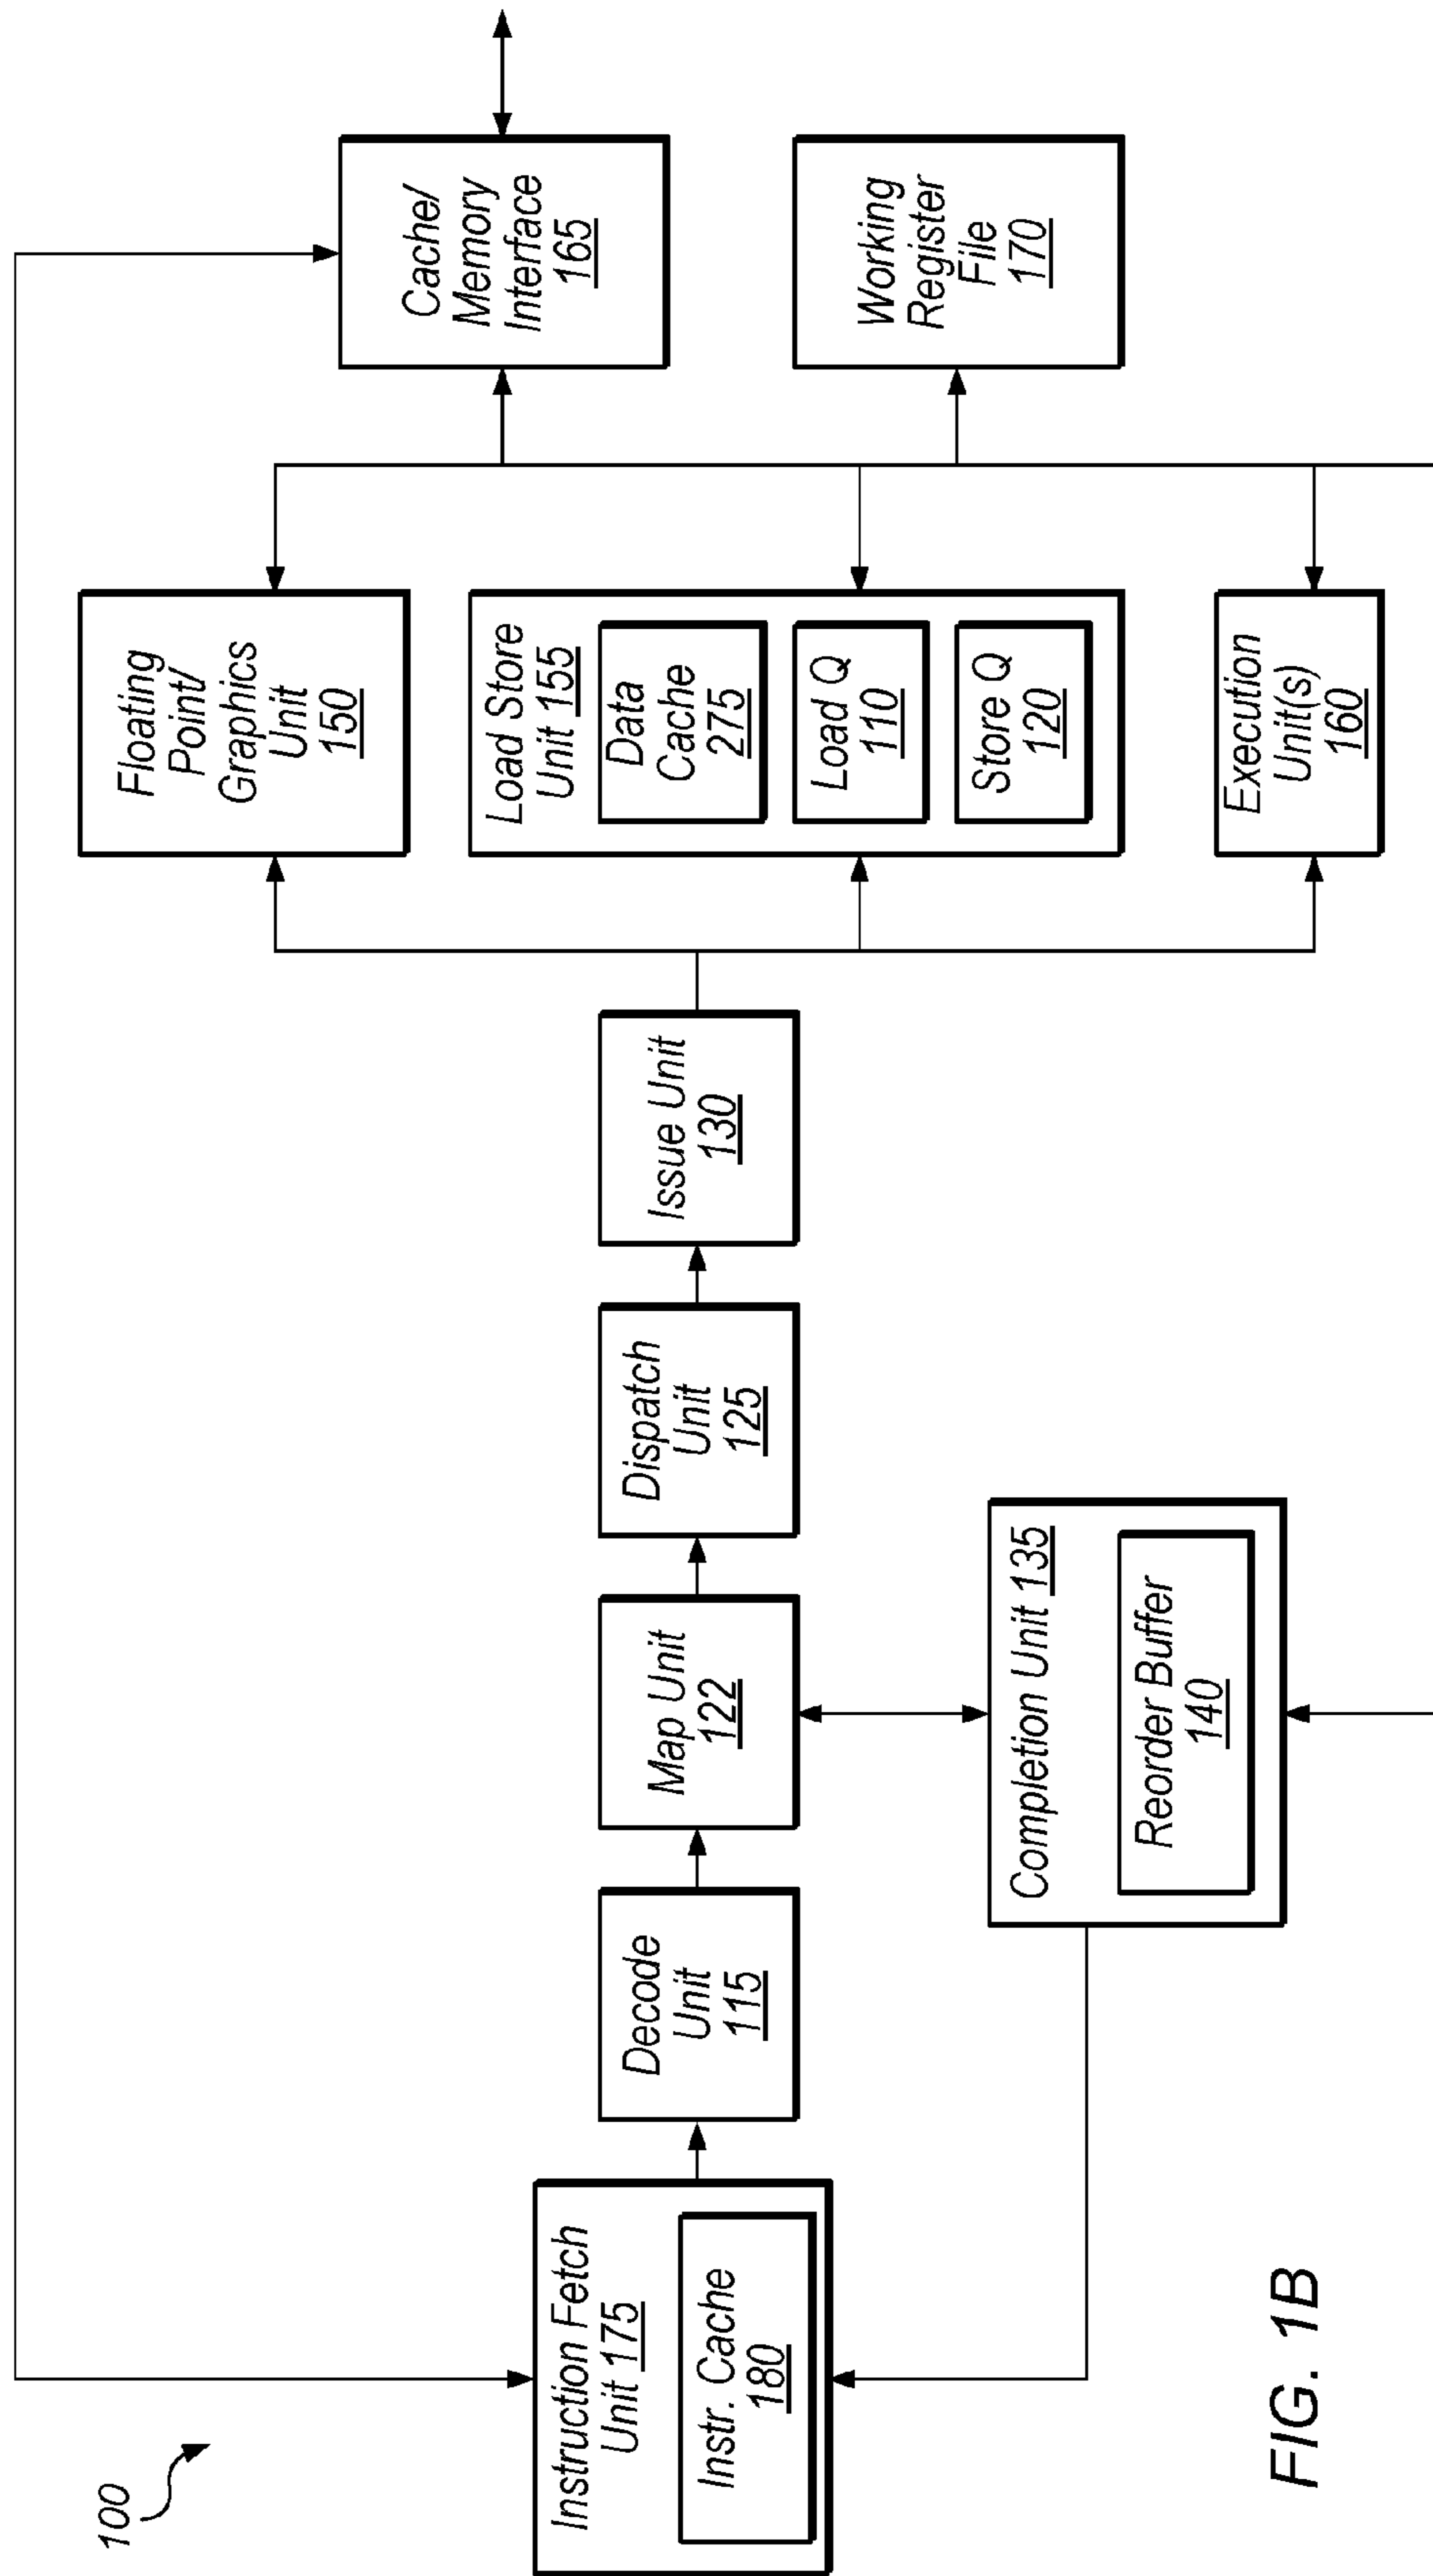 100
Instruction Fetch
Unit 175
Instr. Cache
180
Decode
Unit
115
Map Unit
122
Completion Unit 135
Reorder Buffer
140
Dispatch
Unit
125
Issue Unit
130
Floating
Point/
Graphics
Unit
150
Load Store
Unit 155
Data
Cache
275
Load Q
110
Store Q
120
Execution
Unit(s)
160
Cache/
Memory
Interface
165
Working
Register
File
170
FIG. 1B